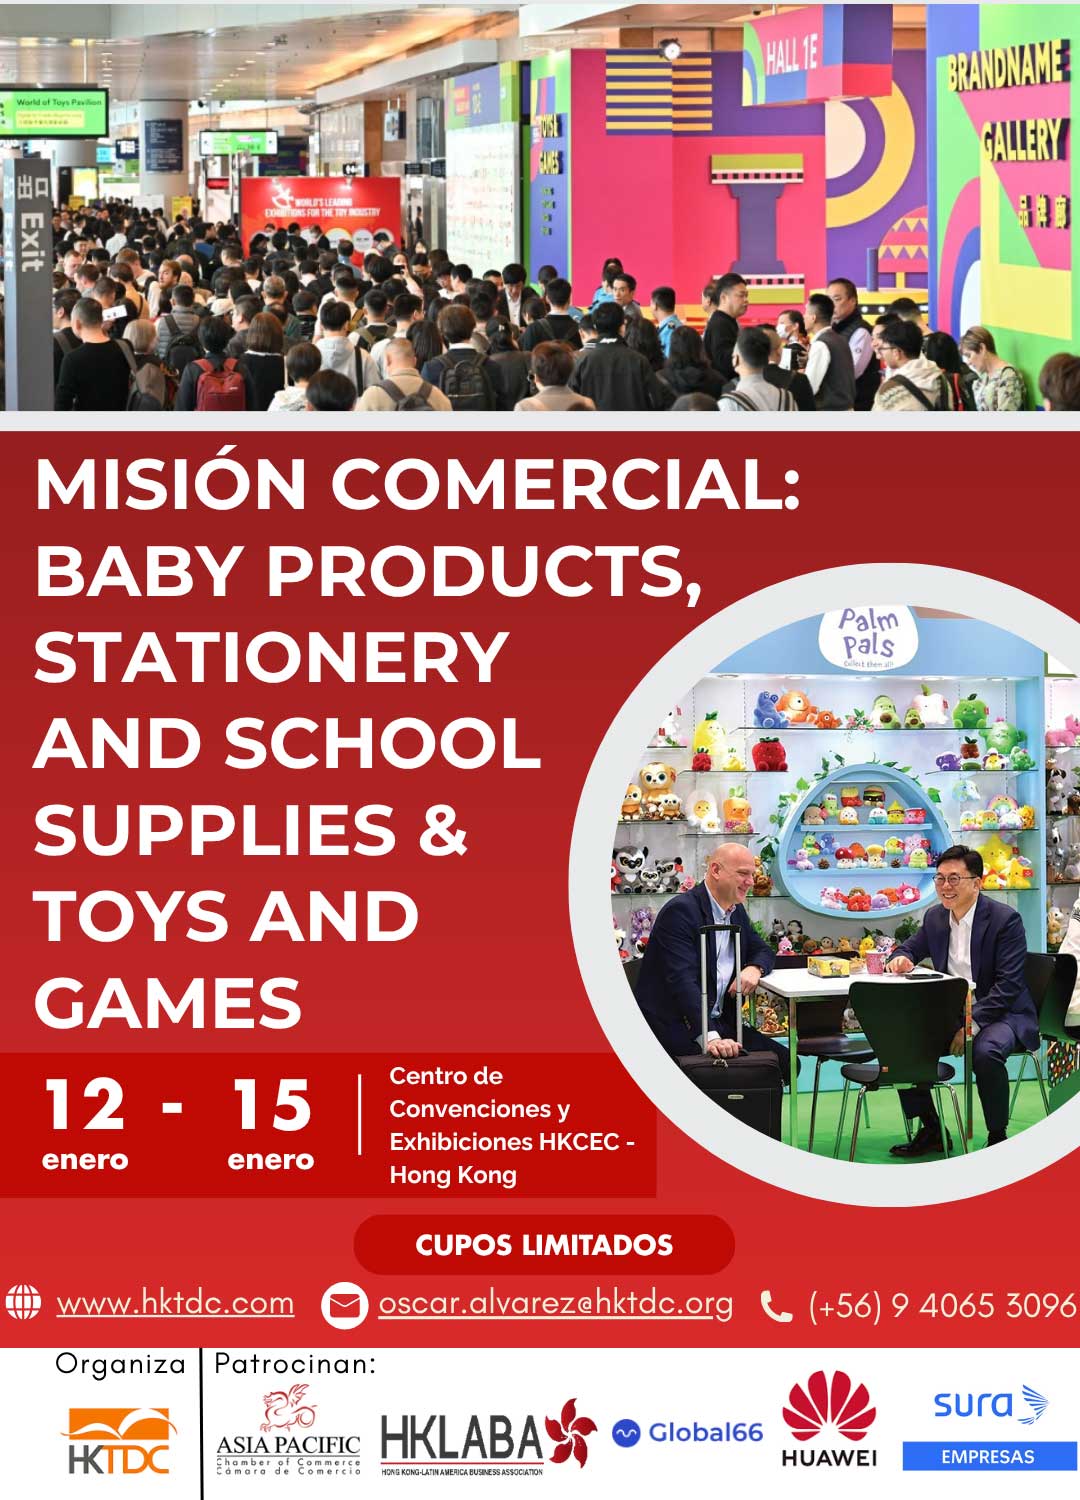 World of Toys Pavilion
Exit
WORLD'S LEADING
EXHIBITIONS FOR THE TOY INDUSTRY
TOYS &
GAMES
HALL 1E
BRANDNAME
GALLERY
品牌廊
MISIÓN COMERCIAL:
BABY PRODUCTS,
STATIONERY
AND SCHOOL
SUPPLIES &
TOYS AND
GAMES
Palm
Pals
Collect them all!
12 - 15
enero enero
Centro de
Convenciones y
Exhibiciones HKCEC -
Hong Kong
CUPOS LIMITADOS
www.hktdc.com oscar.alvarez@hktdc.org (+56) 9 4065 3096
Organiza Patrocinan:
HKTDC
ASIA PACIFIC
Chamber of Commerce
Cámara de Comercio
HKLABA
HONG KONG-LATIN AMERICA BUSINESS ASSOCIATION
Global66
HUAWEI
sura
EMPRESAS